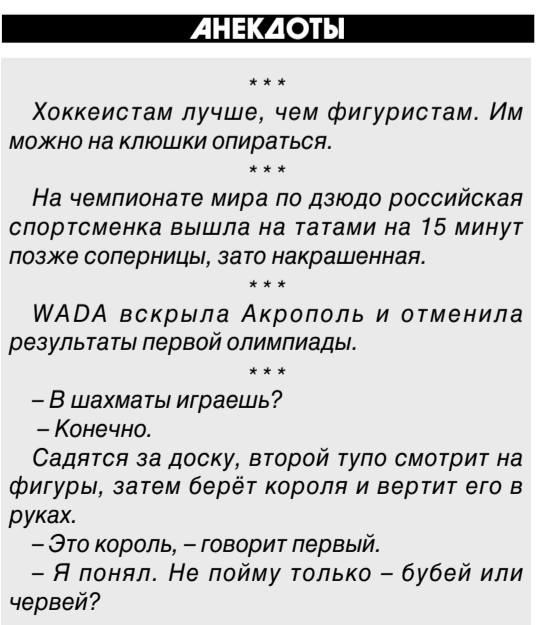 АНЕКДОТЫ
* * *
Хоккеистам лучше, чем фигуристам. Им
можно на клюшки опираться.
* * *
На чемпионате мира по дзюдо российская
спортсменка вышла на татами на 15 минут
позже соперницы, зато накрашенная.
* * *
WADA вскрыла Акрополь и отменила
результаты первой олимпиады.
* * *
– В шахматы играешь?
– Конечно.
Садятся за доску, второй тупо смотрит на
фигуры, затем берёт короля и вертит его в
руках.
– Это король, – говорит первый.
– Я понял. Не пойму только – бубей или
червей?